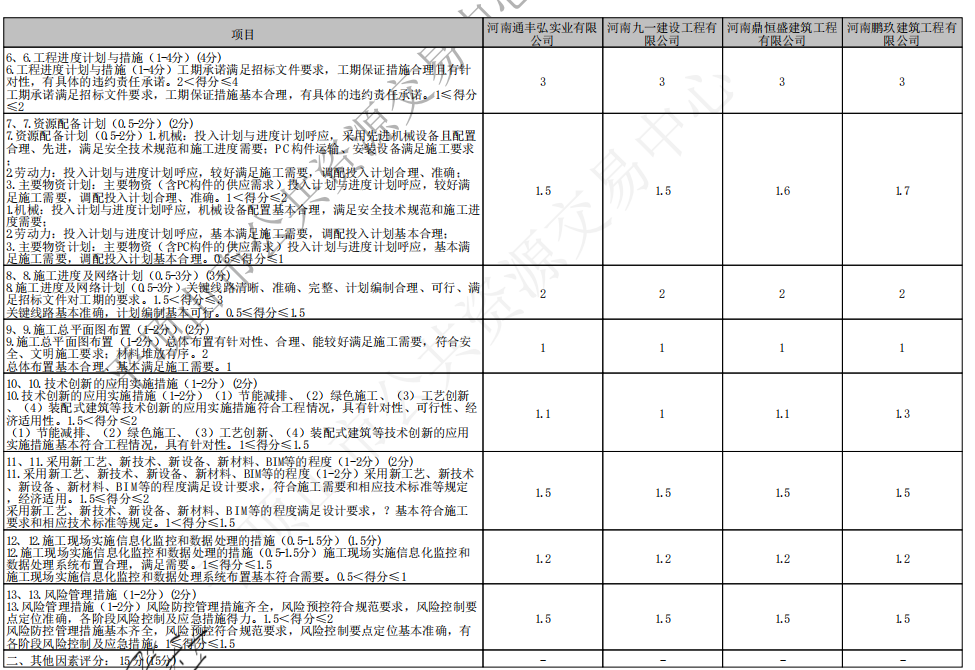 项目
河南通丰弘实业有限
公司
河南九一建设工程有
限公司
河南鼎恒盛建筑工程
有限公司
河南鹏玖建筑工程有
限公司
6、6.工程进度计划与措施（1-4分）(4分)
6.工程进度计划与措施（1-4分）工期承诺满足招标文件要求，工期保证措施合理且有针
对性，有具体的违约责任承诺。2＜得分≤4
工期承诺满足招标文件要求，工期保证措施基本合理，有具体的违约责任承诺。1≤得分
≤2
3
3
3
3
7、7.资源配备计划（0.5-2分）(2分)
7.资源配备计划（0.5-2分）1.机械：投入计划与进度计划呼应，采用先进机械设备且配置
合理、先进，满足安全技术规范和施工进度需要；PC构件运输、安装设备满足施工要求
；
2.劳动力：投入计划与进度计划呼应，较好满足施工需要，调配投入计划合理、准确；
3.主要物资计划：主要物资（含PC构件的供应需求）投入计划与进度计划呼应，较好满
足施工需要，调配投入计划合理、准确。1＜得分≤2
1.机械：投入计划与进度计划呼应，机械设备配置基本合理，满足安全技术规范和施工进
度需要；
2.劳动力：投入计划与进度计划呼应，基本满足施工需要，调配投入计划基本合理；
3.主要物资计划：主要物资（含PC构件的供应需求）投入计划与进度计划呼应，基本满
足施工需要，调配投入计划基本合理。0.5≤得分≤1
1.5
1.5
1.6
1.7
8、8.施工进度及网络计划（0.5-3分）(3分)
8.施工进度及网络计划（0.5-3分）关键线路清晰、准确、完整、计划编制合理、可行、满
足招标文件对工期的要求。1.5＜得分≤3
关键线路基本准确，计划编制基本可行。0.5≤得分≤1.5
2
2
2
2
9、9.施工总平面图布置（1-2分）(2分)
9.施工总平面图布置（1-2分）总体布置有针对性、合理、能较好满足施工需要，符合安
全、文明施工要求；材料堆放有序。2
总体布置基本合理、基本满足施工需要。1
1
1
1
1
10、10.技术创新的应用实施措施（1-2分）(2分)
10.技术创新的应用实施措施（1-2分）（1）节能减排、（2）绿色施工、（3）工艺创新
、（4）装配式建筑等技术创新的应用实施措施符合工程情况，具有针对性、可行性、经
济适用性。1.5＜得分≤2
（1）节能减排、（2）绿色施工、（3）工艺创新、（4）装配式建筑等技术创新的应用
实施措施基本符合工程情况，具有针对性。1≤得分≤1.5
1.1
1
1.1
1.3
11、11.采用新工艺、新技术、新设备、新材料、BIM等的程度（1-2分）(2分)
11.采用新工艺、新技术、新设备、新材料、BIM等的程度（1-2分）采用新工艺、新技术
、新设备、新材料、BIM等的程度满足设计要求，符合施工需要和相应技术标准等规定
，经济适用。1.5≤得分≤2
采用新工艺、新技术、新设备、新材料、BIM等的程度满足设计要求，？基本符合施工
要求和相应技术标准等规定。1＜得分≤1.5
1.5
1.5
1.5
1.5
12、12.施工现场实施信息化监控和数据处理的措施（0.5-1.5分）(1.5分)
12.施工现场实施信息化监控和数据处理的措施（0.5-1.5分）施工现场实施信息化监控和
数据处理系统布置合理，满足需要。1≤得分≤1.5
施工现场实施信息化监控和数据处理系统布置基本符合需要。0.5＜得分≤1
1.2
1.2
1.2
1.2
13、13.风险管理措施（1-2分）(2分)
13.风险管理措施（1-2分）风险防控管理措施齐全，风险预控符合规范要求，风险控制要
点定位准确，各阶段风险控制及应急措施得力。1.5＜得分≤2
风险防控管理措施基本齐全，风险预控符合规范要求，风险控制要点定位基本准确，有
各阶段风险控制及应急措施。1≤得分≤1.5
1.5
1.5
1.5
1.5
二、其他因素评分：15分(15分)
-
-
-
-